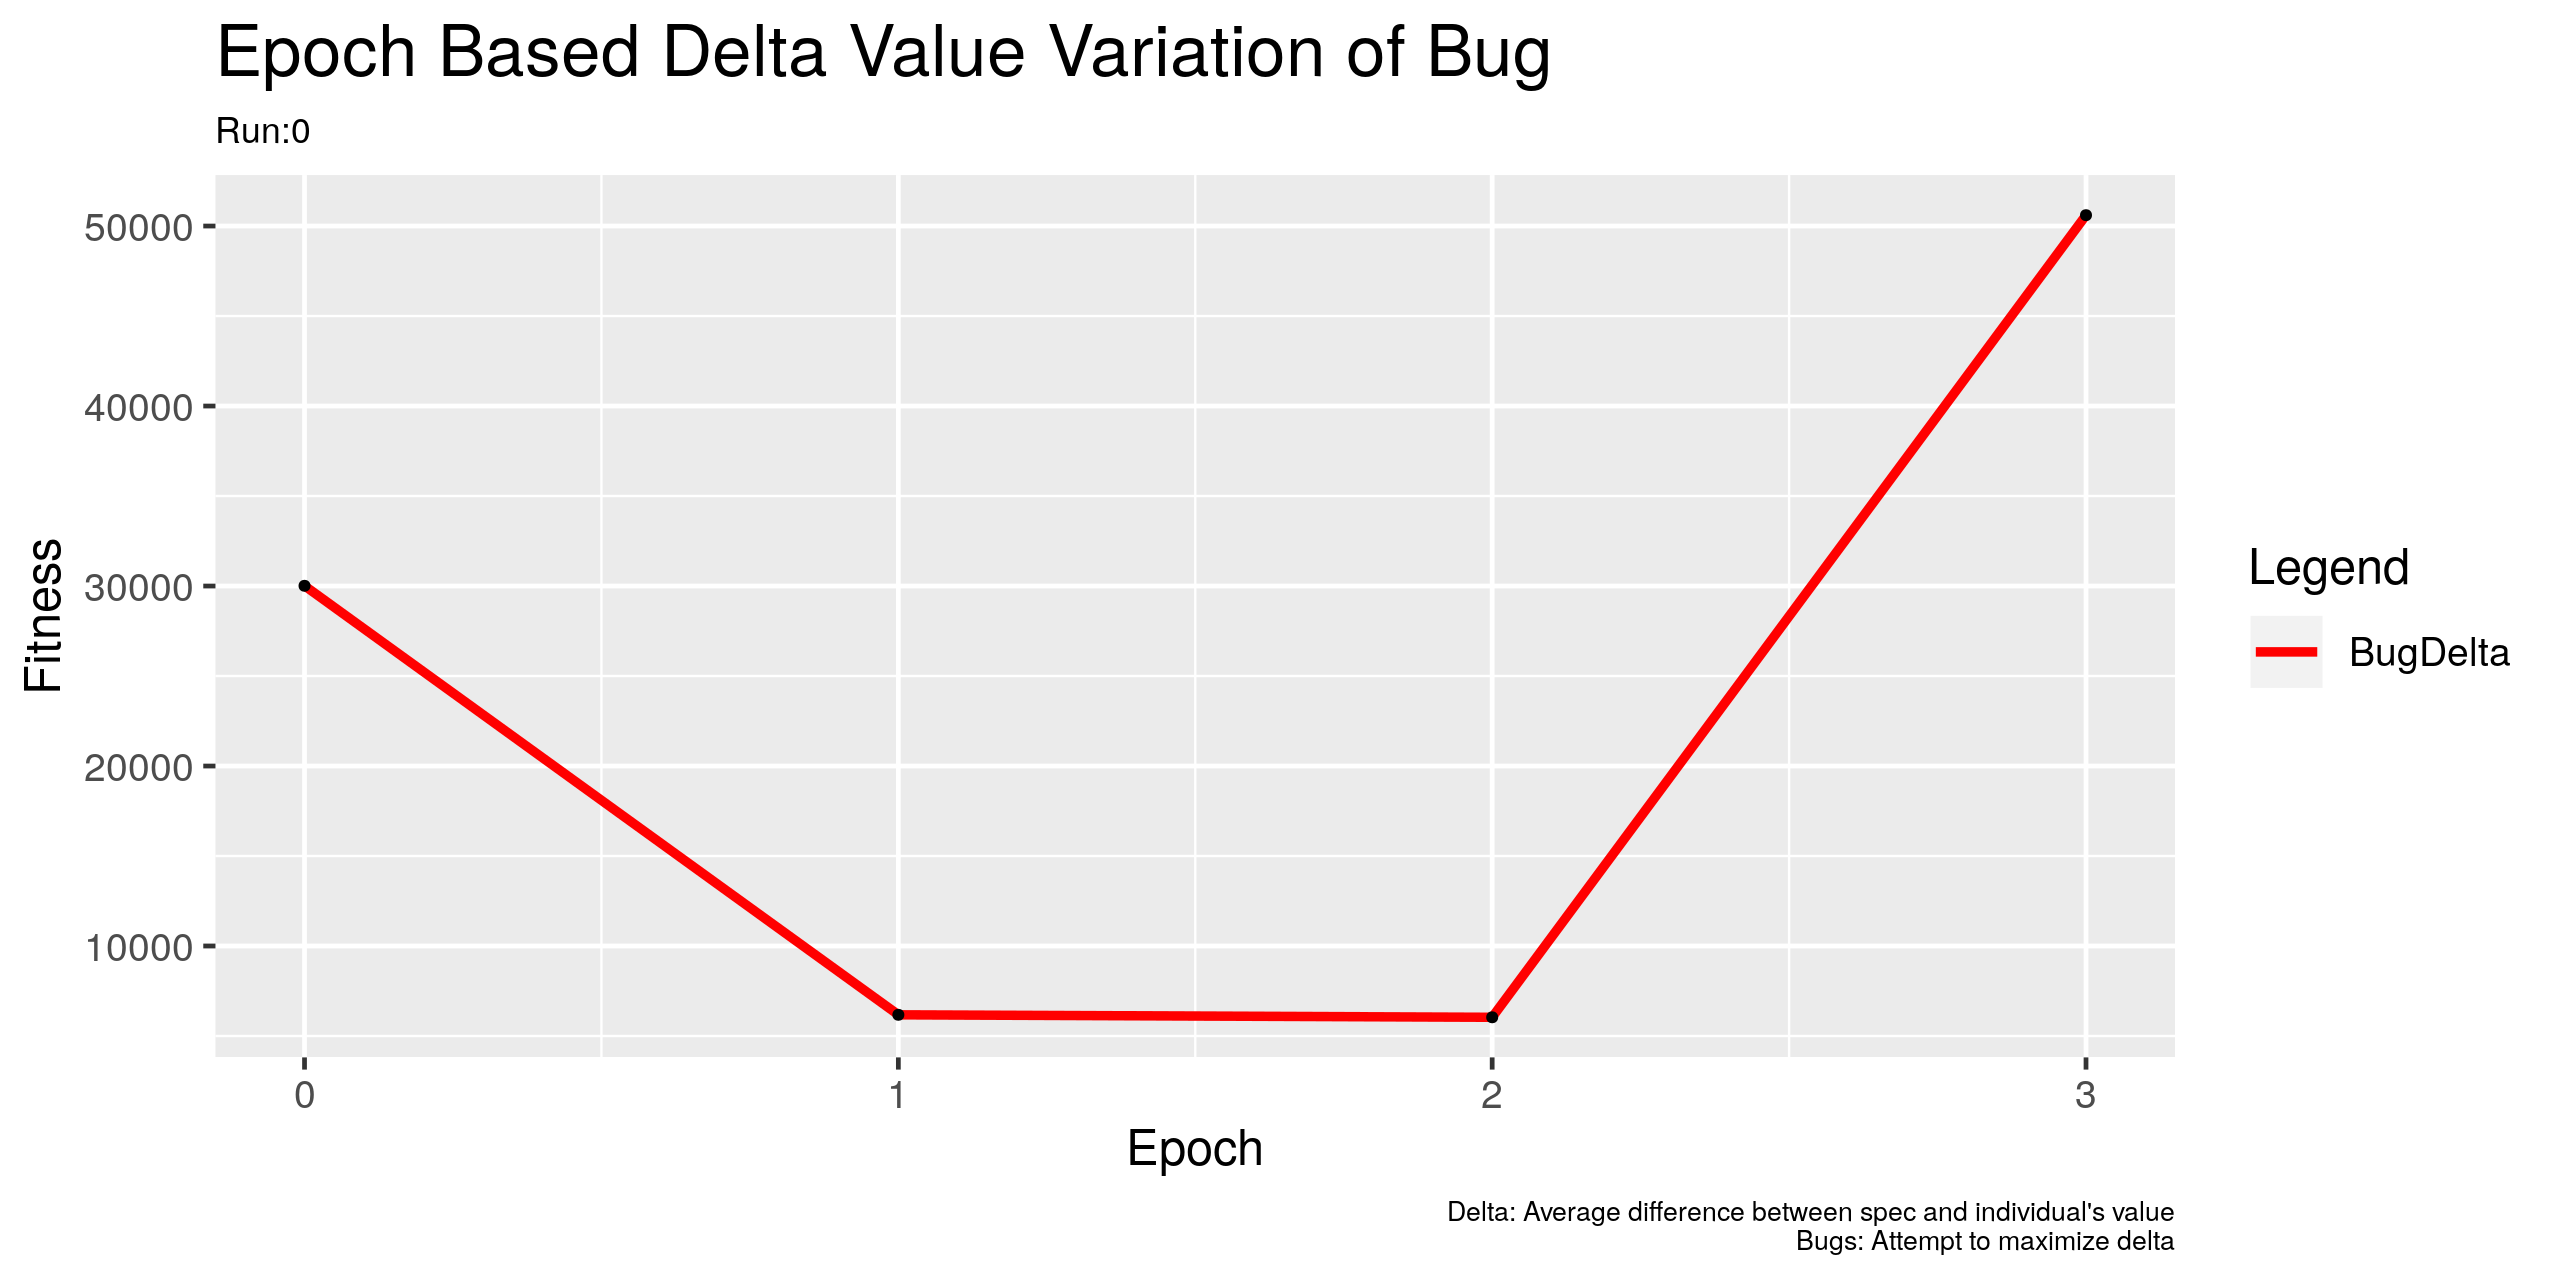 Epoch Based Delta Value Variation of Bug
Run:0
50000
40000
30000
20000
10000
Fitness
0 1 2 3
Epoch
Legend
BugDelta
Delta: Average difference between spec and individual's value
Bugs: Attempt to maximize delta